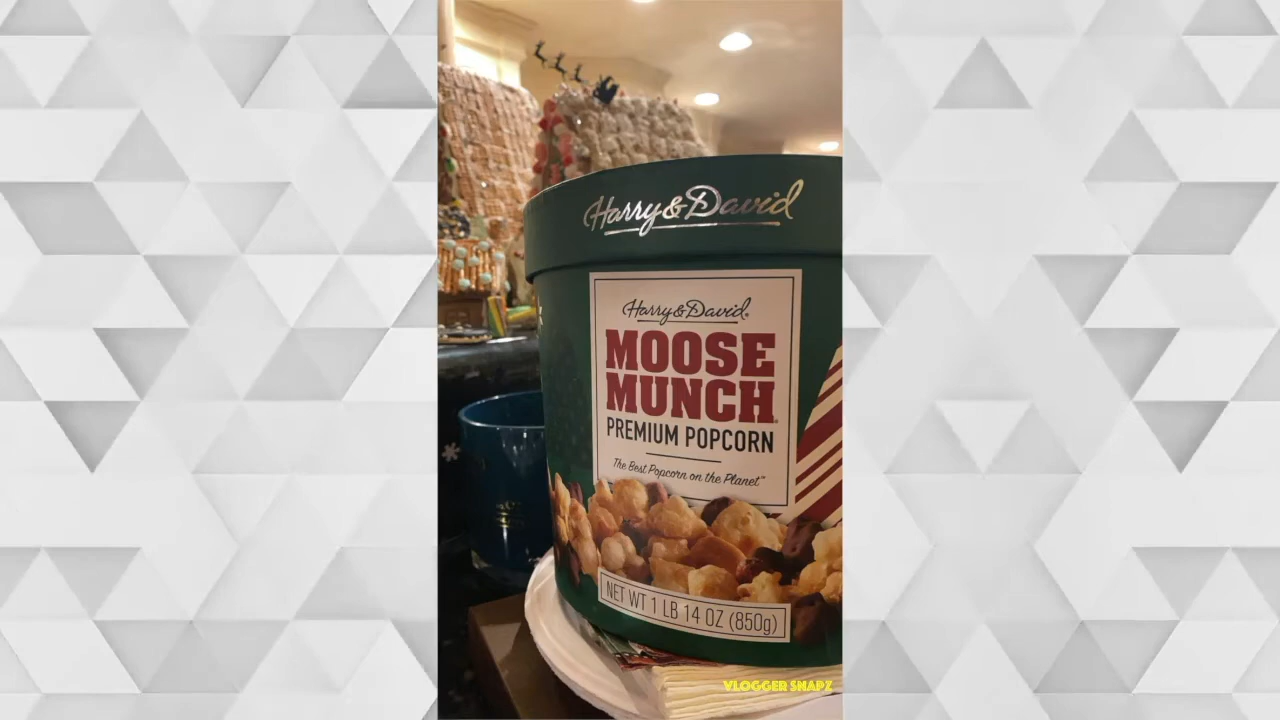 Harry & David
Harry & David®
MOOSE
MUNCH®
PREMIUM POPCORN
The Best Popcorn on the Planet™
NET WT 1 LB 14 OZ (850g)
VLOGGER SNAPZ